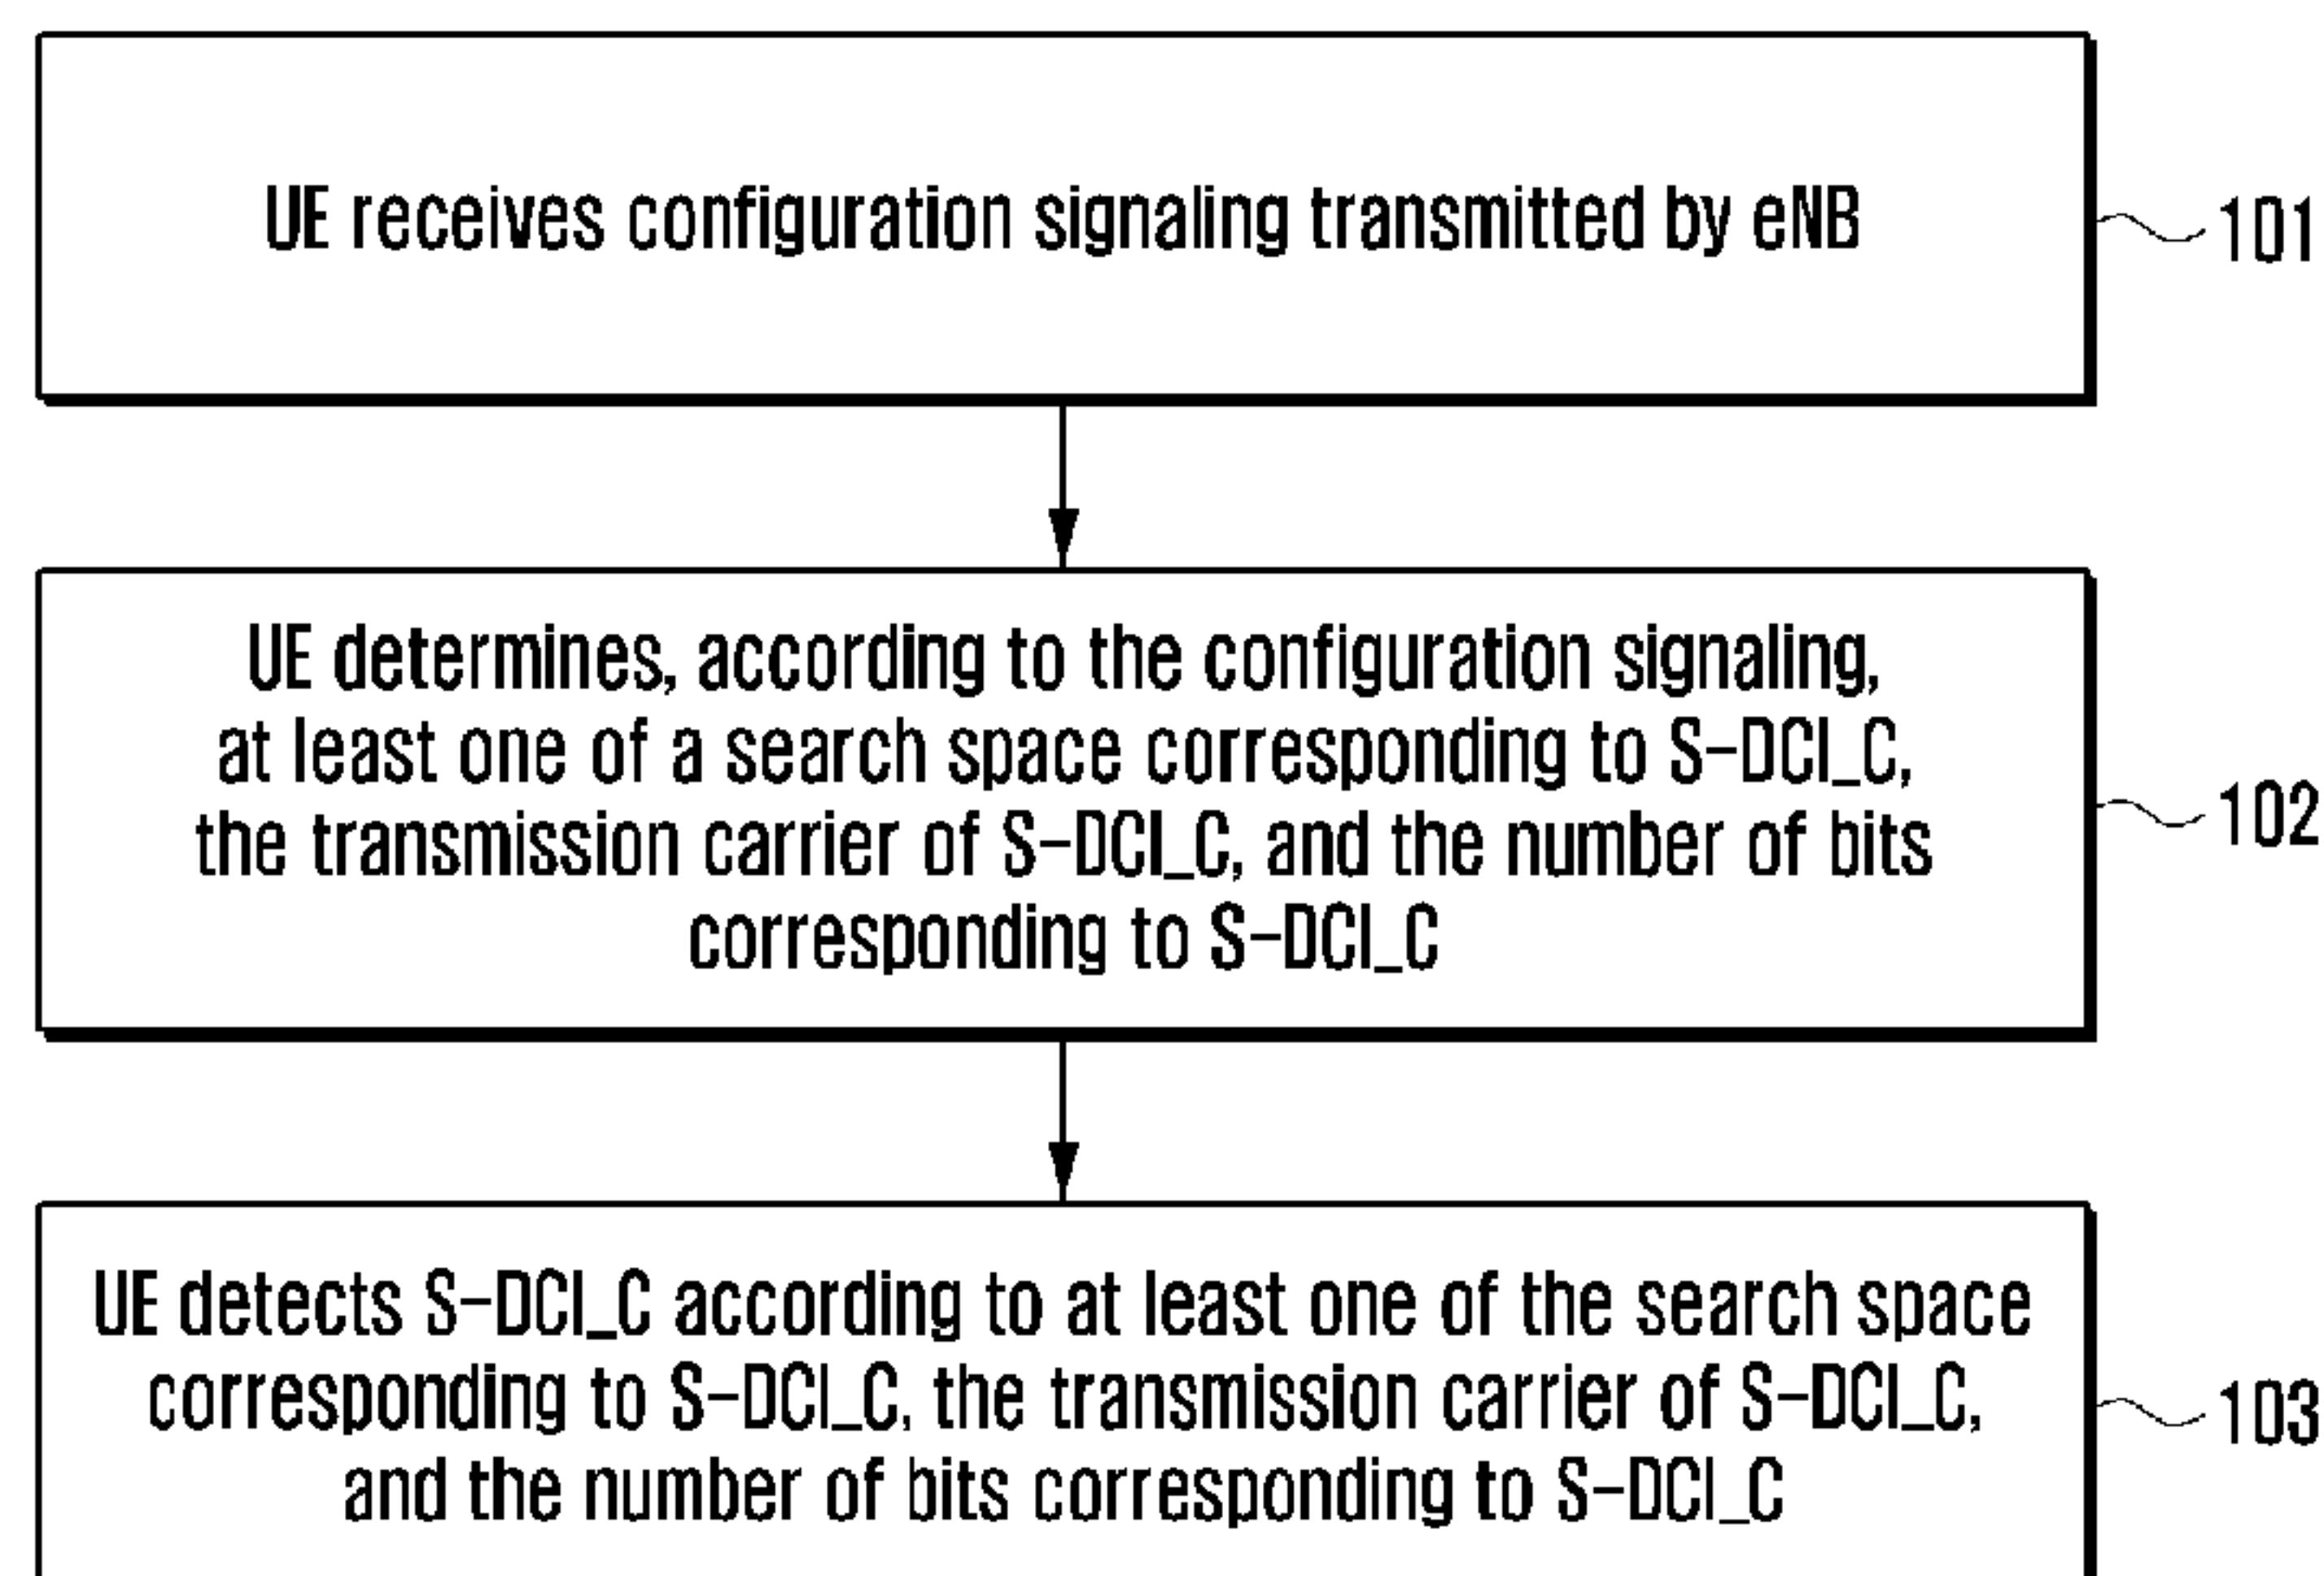 UE receives configuration signaling transmitted by eNB
101
UE determines, according to the configuration signaling,
at least one of a search space corresponding to S-DCI_C,
the transmission carrier of S-DCI_C, and the number of bits
corresponding to S-DCI_C
102
UE detects S-DCI_C according to at least one of the search space
corresponding to S-DCI_C, the transmission carrier of S-DCI_C,
and the number of bits corresponding to S-DCI_C
103